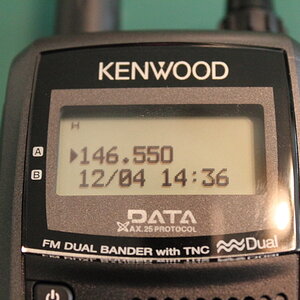 KENWOOD
H
A ▶146.550
B 12/04 14:36
DATA
AX.25 PROTOCOL
FM DUAL BANDER with TNC Dual